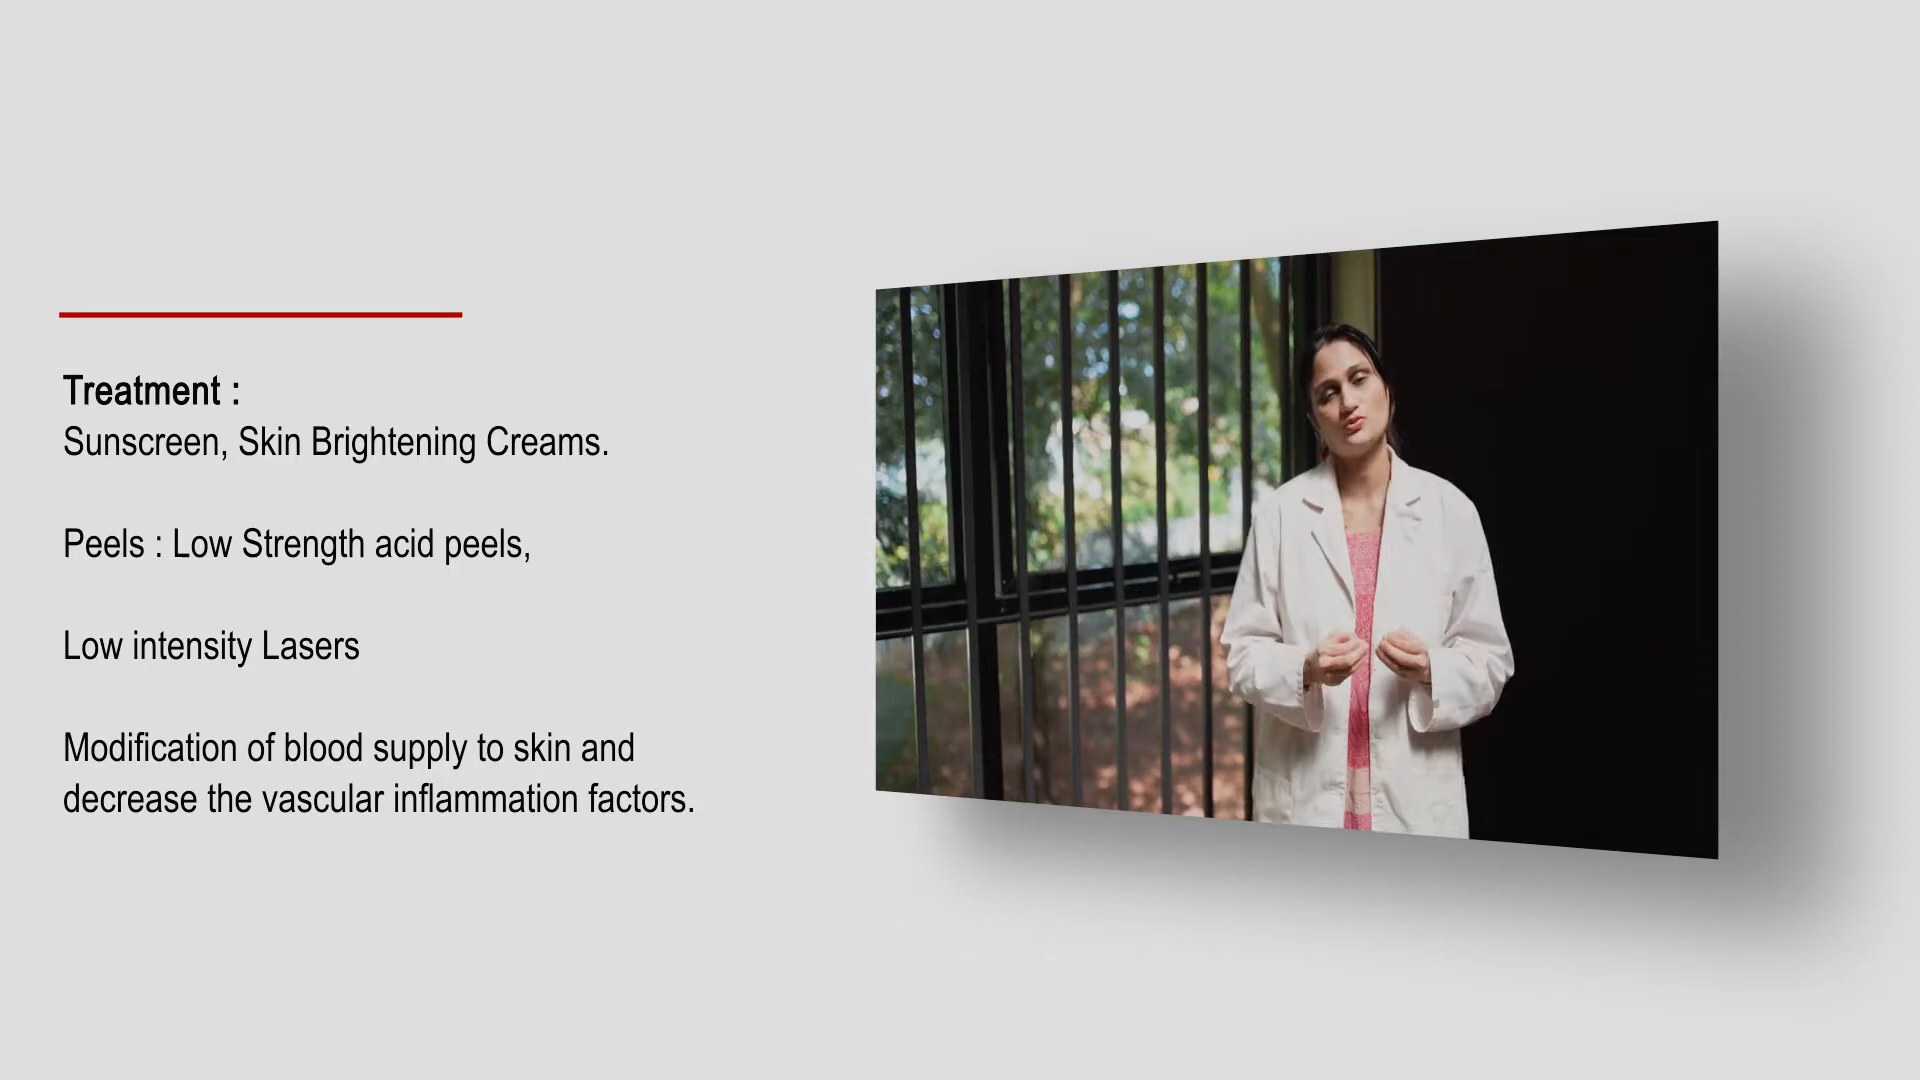 Treatment :
Sunscreen, Skin Brightening Creams.
Peels : Low Strength acid peels,
Low intensity Lasers
Modification of blood supply to skin and
decrease the vascular inflammation factors.